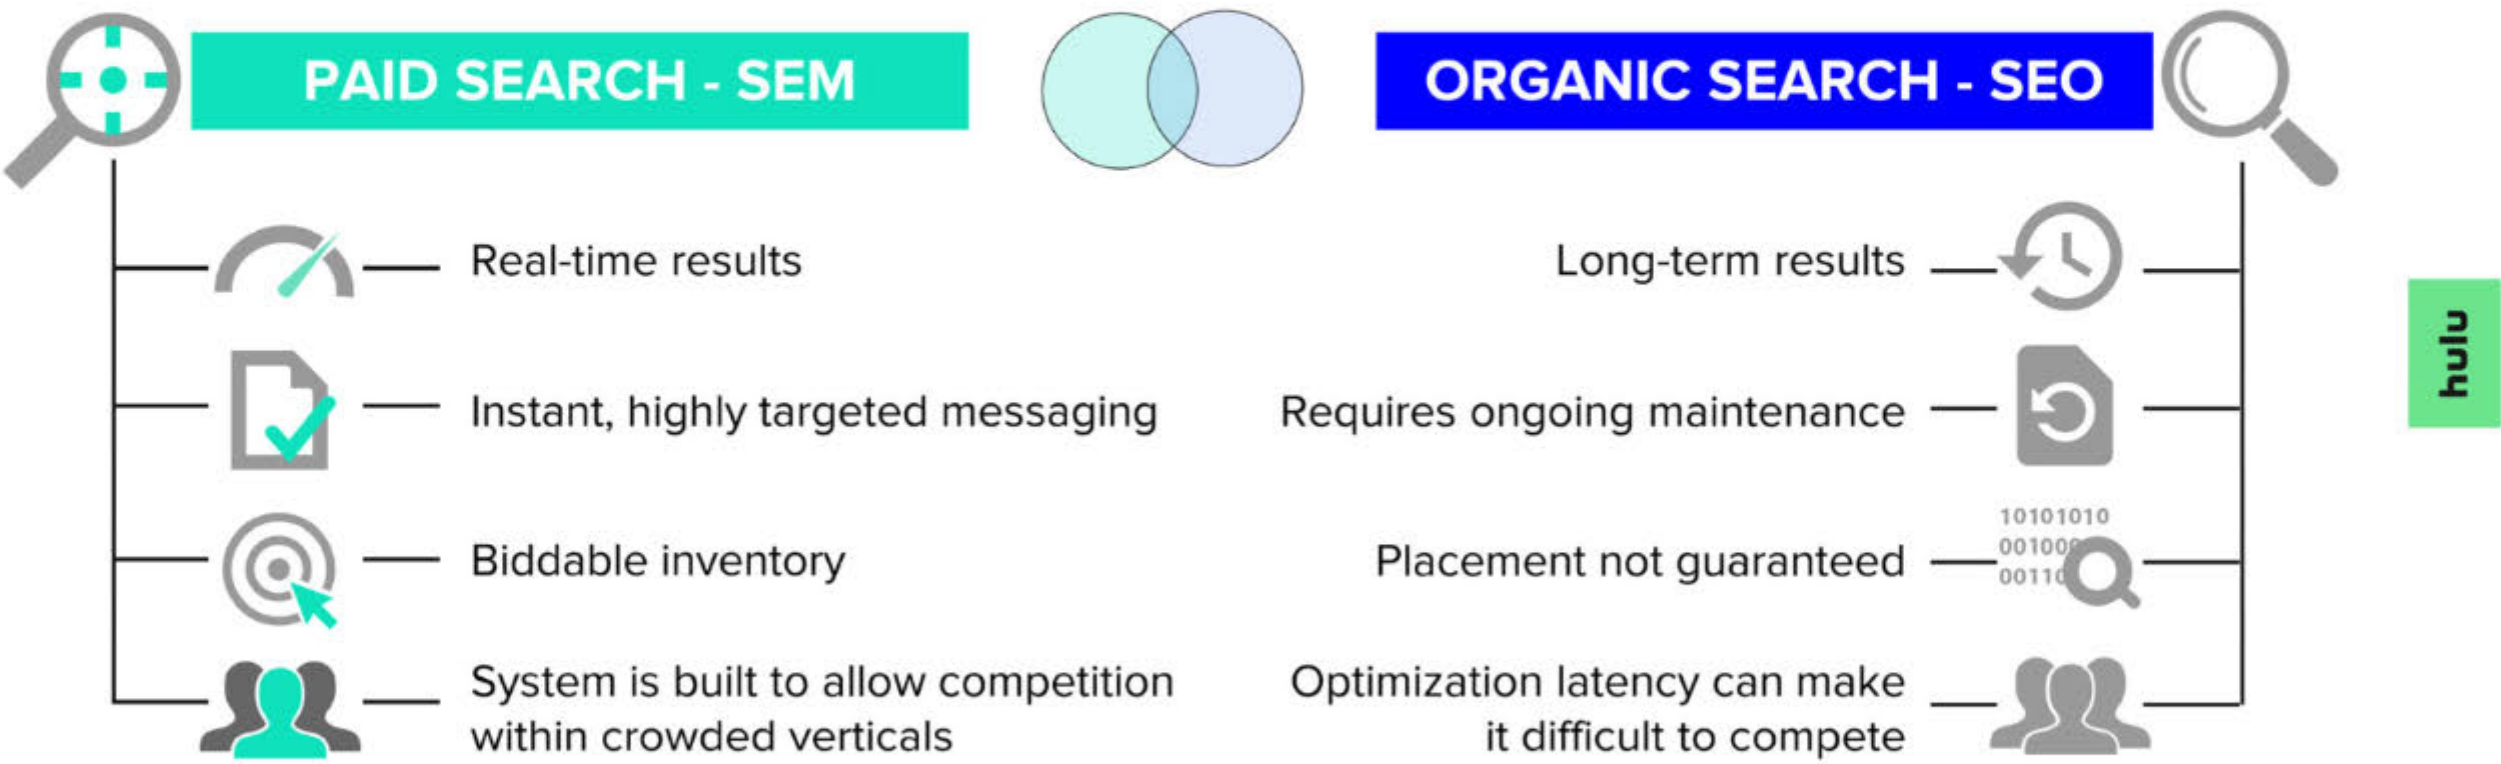 PAID SEARCH - SEM
Real-time results
Instant, highly targeted messaging
Biddable inventory
System is built to allow competition
within crowded verticals
ORGANIC SEARCH - SEO
Long-term results
Requires ongoing maintenance
Placement not guaranteed
10101010
001000
00110
Optimization latency can make
it difficult to compete
hulu